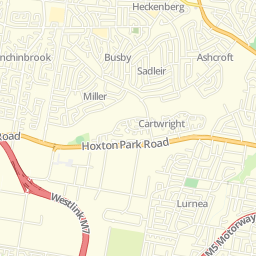 Heckenberg
nchinbrook
Busby
Ashcroft
Sadleir
Miller
Cartwright
Road
Hoxton Park Road
Westlink M7
Lurnea
M5 Motorway